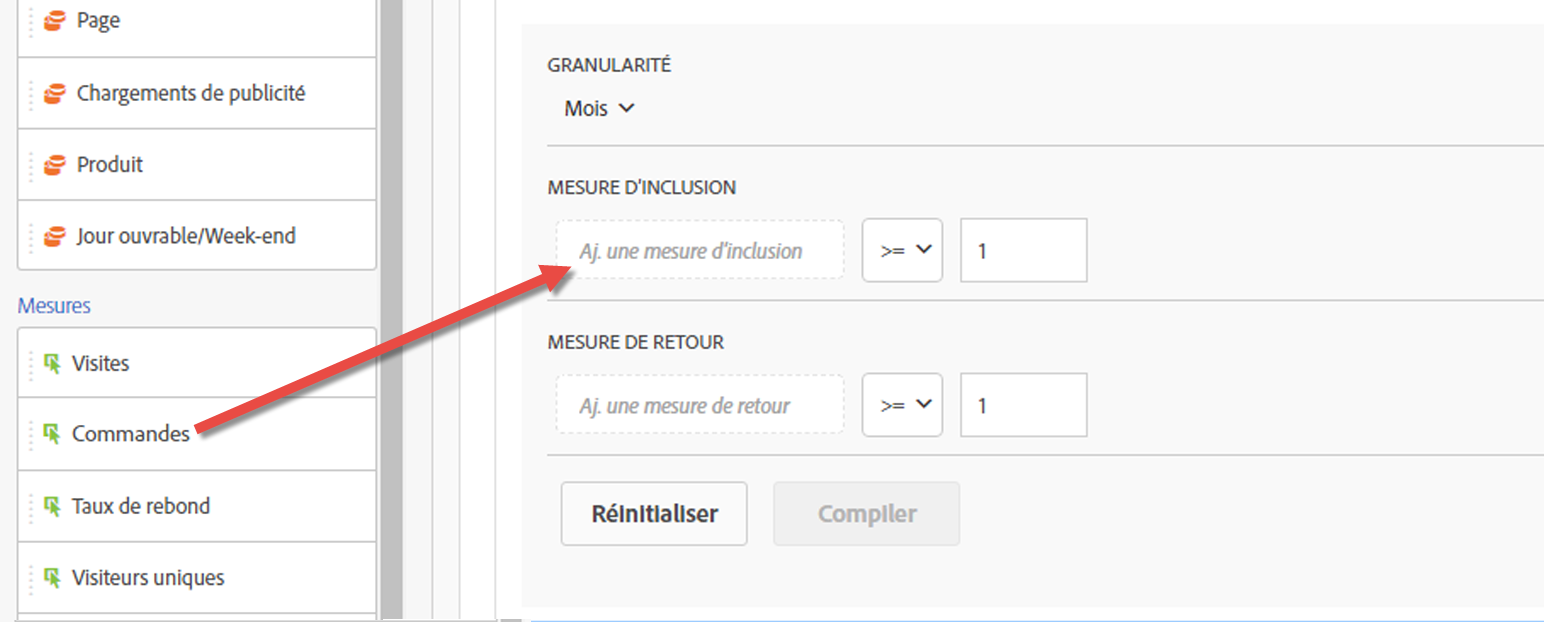 Page
Chargements de publicité
Produit
Jour ouvrable/Week-end
Mesures
Visites
Commandes
Taux de rebond
Visiteurs uniques
GRANULARITÉ
Mois
MESURE D'INCLUSION
Aj. une mesure d'inclusion >= 1
MESURE DE RETOUR
Aj. une mesure de retour >= 1
Réinitialiser Compiler